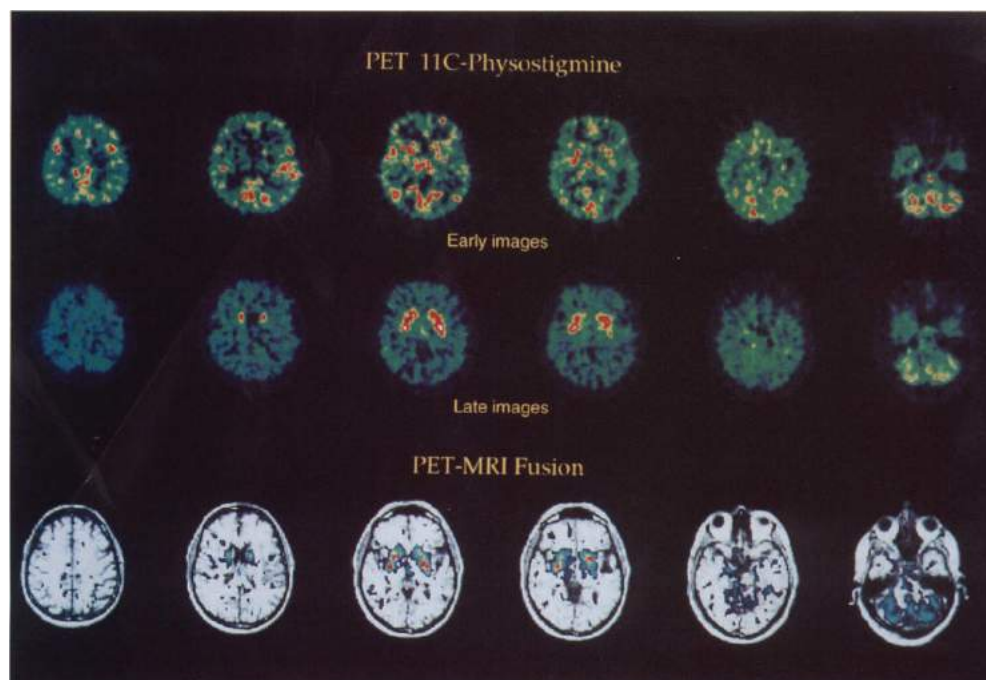 PET 11C-Physostigmine
Early images
Late images
PET-MRI Fusion